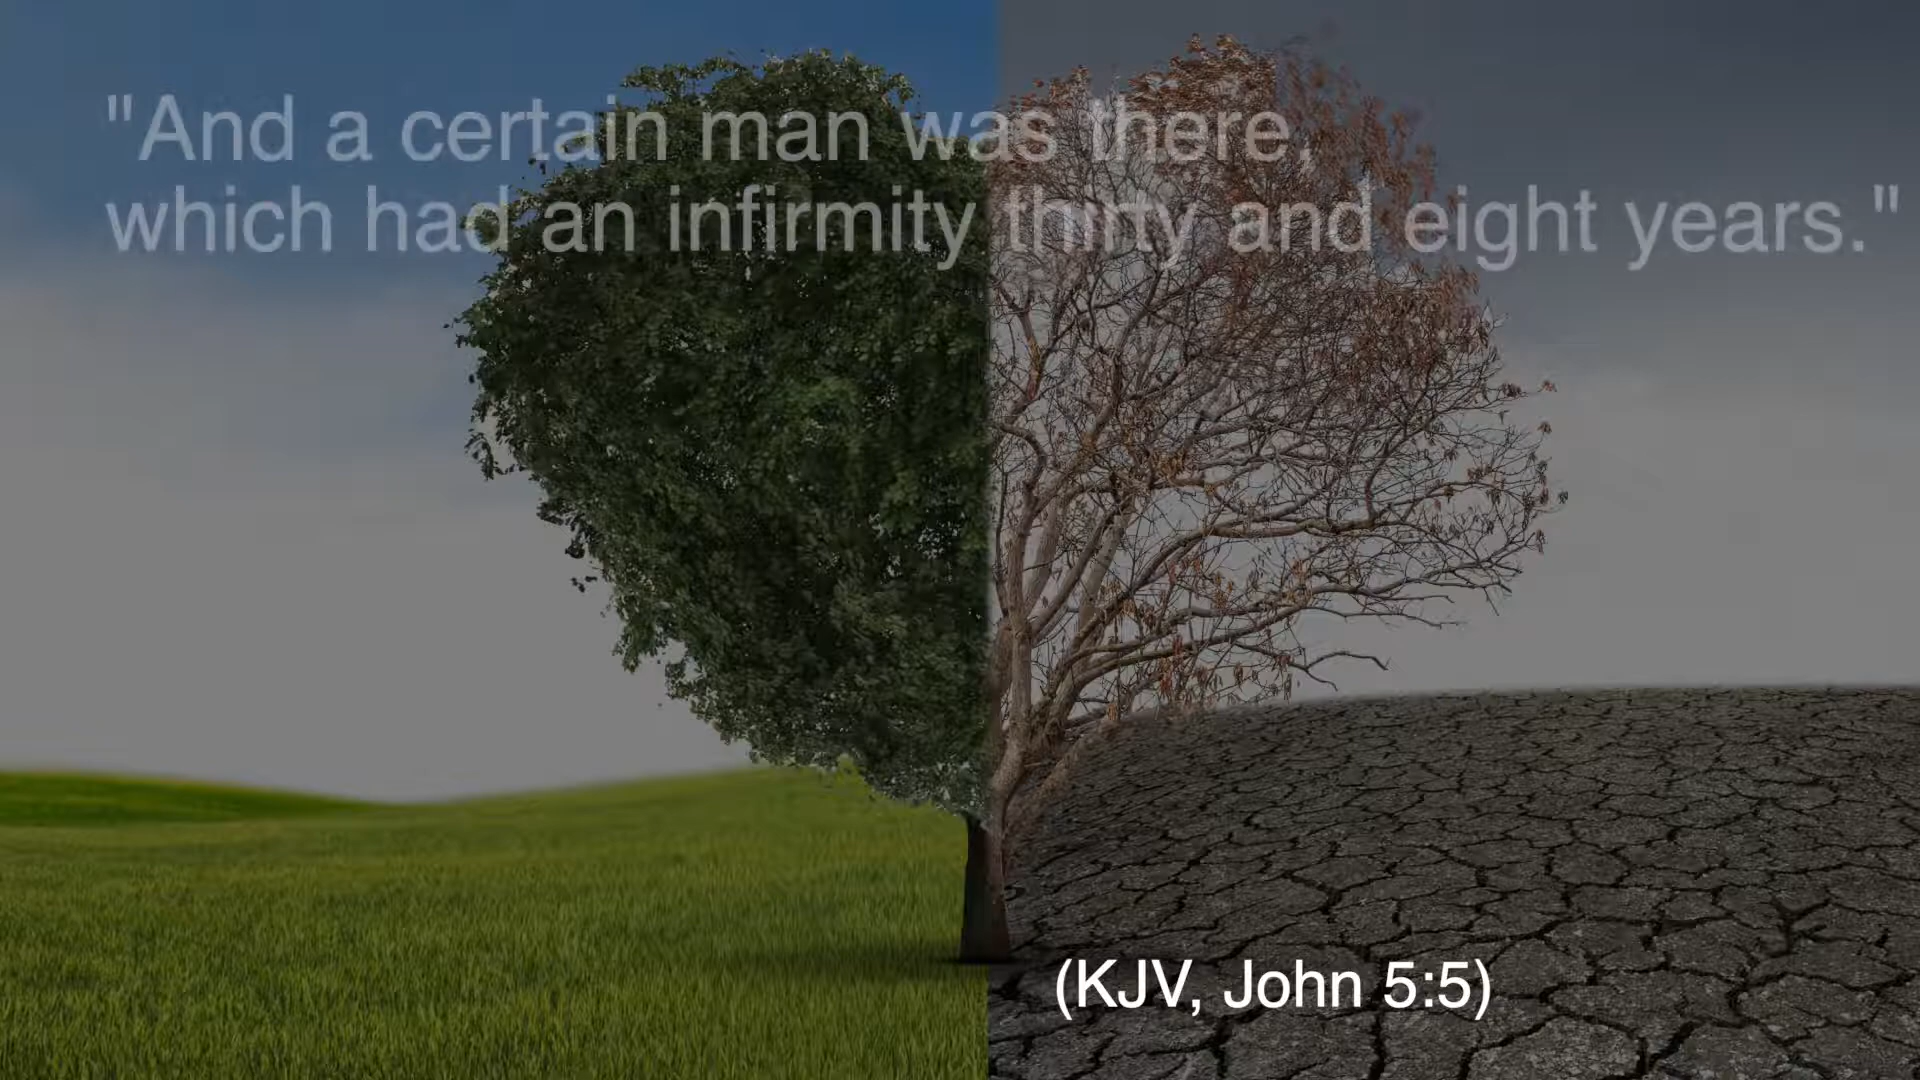 "And a certain man was there,
which had an infirmity thirty and eight years."
(KJV, John 5:5)